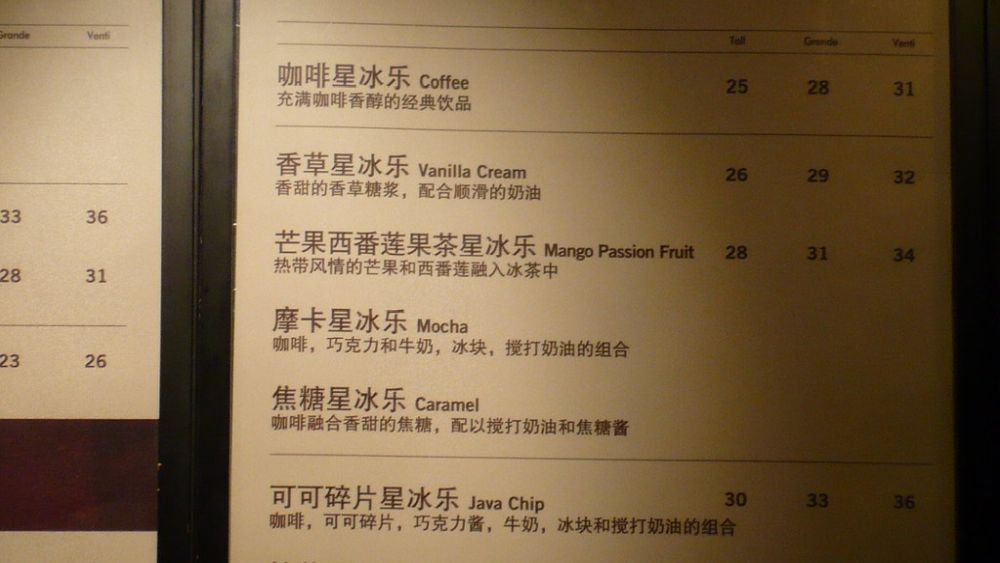 Grande Venti
33 36
28 31
23 26
Tall Grande Venti
咖啡星冰乐 Coffee 25 28 31
充满咖啡香醇的经典饮品
香草星冰乐 Vanilla Cream 26 29 32
香甜的香草糖浆，配合顺滑的奶油
芒果西番莲果茶星冰乐 Mango Passion Fruit 28 31 34
热带风情的芒果和西番莲融入冰茶中
摩卡星冰乐 Mocha
咖啡，巧克力和牛奶，冰块，搅打奶油的组合
焦糖星冰乐 Caramel
咖啡融合香甜的焦糖，配以搅打奶油和焦糖酱
可可碎片星冰乐 Java Chip 30 33 36
咖啡，可可碎片，巧克力酱，牛奶，冰块和搅打奶油的组合